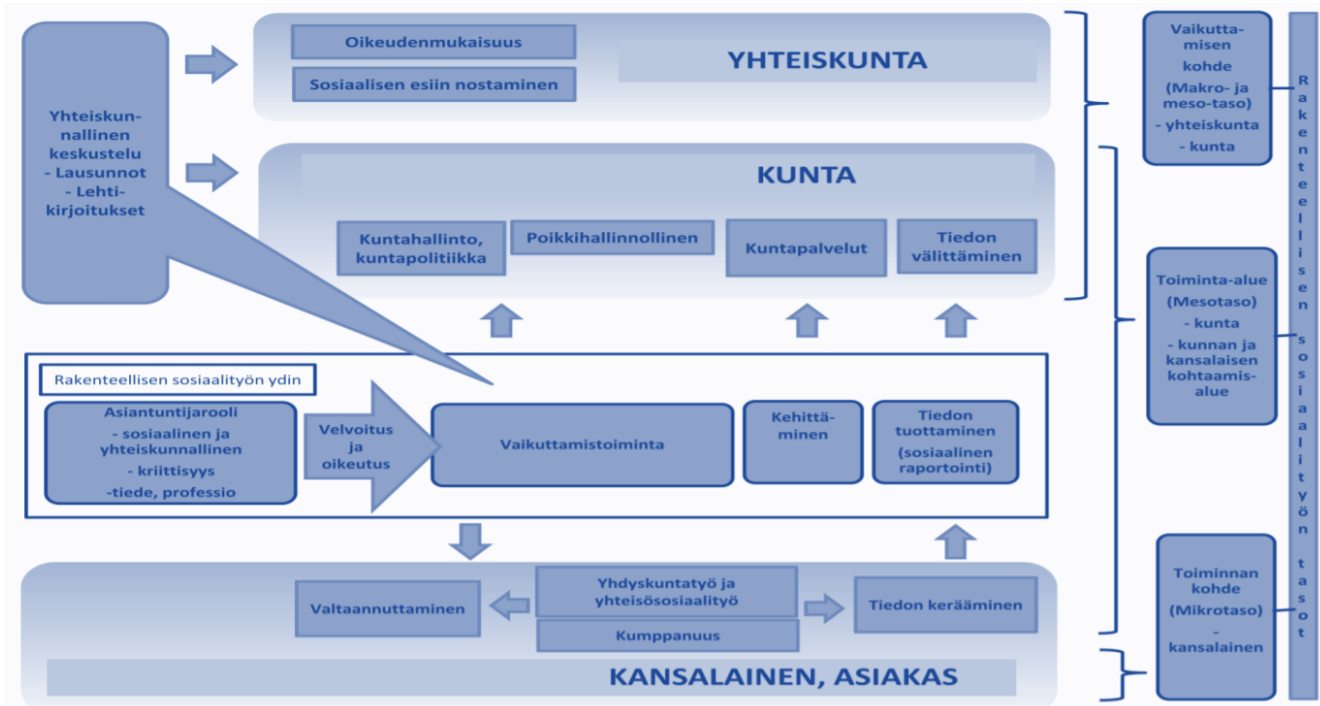 Yhteiskun-
nallinen
keskustelu
- Lausunnot
- Lehti-
kirjoitukset
Oikeudenmukaisuus
Sosiaalisen esiin nostaminen
YHTEISKUNTA
KUNTA
Kuntahallinto,
kuntapolitiikka
Poikkihallinnollinen
Kuntapalvelut
Tiedon
välittäminen
Rakenteellisen sosiaalityön ydin
Asiantuntijarooli
- sosiaalinen ja
yhteiskunnallinen
- kriittisyys
-tiede, professio
Velvoitus
ja
oikeutus
Vaikuttamistoiminta
Kehittä-
minen
Tiedon
tuottaminen
(sosiaalinen
raportointi)
Valtaannuttaminen
Yhdyskuntatyö ja
yhteisösosiaalityö
Kumppanuus
Tiedon kerääminen
KANSALAINEN, ASIAKAS
Vaikutta-
misen
kohde
(Makro- ja
meso-taso)
- yhteiskunta
- kunta
Toiminta-alue
(Mesotaso)
- kunta
- kunnan ja
kansalaisen
kohtaamis-
alue
Toiminnan
kohde
(Mikrotaso)
-
kansalainen
Rakenteellisen sosiaalityön tasot